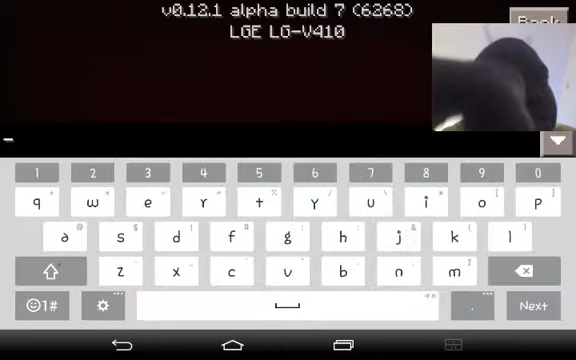 v0.12.1 alpha build 7 (6268)
LGE LG-V410
Back
1 2 3 4 5 6 7 8 9 0
q w e r t y u i o p
a s d f g h j k l
z x c v b n m
1# . Next